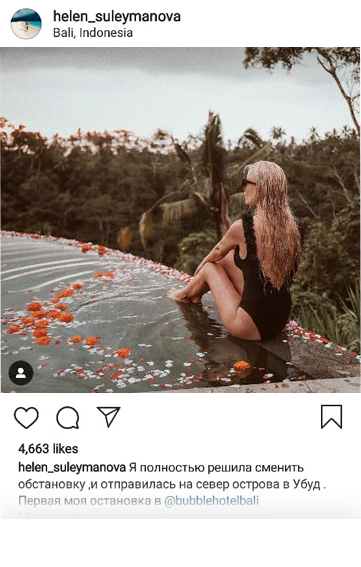 helen_suleymanova
Bali, Indonesia
4,663 likes
helen_suleymanova Я полностью решила сменить
обстановку ,и отправилась на север острова в Убуд .
Первая моя остановка в @bubblehotelbali